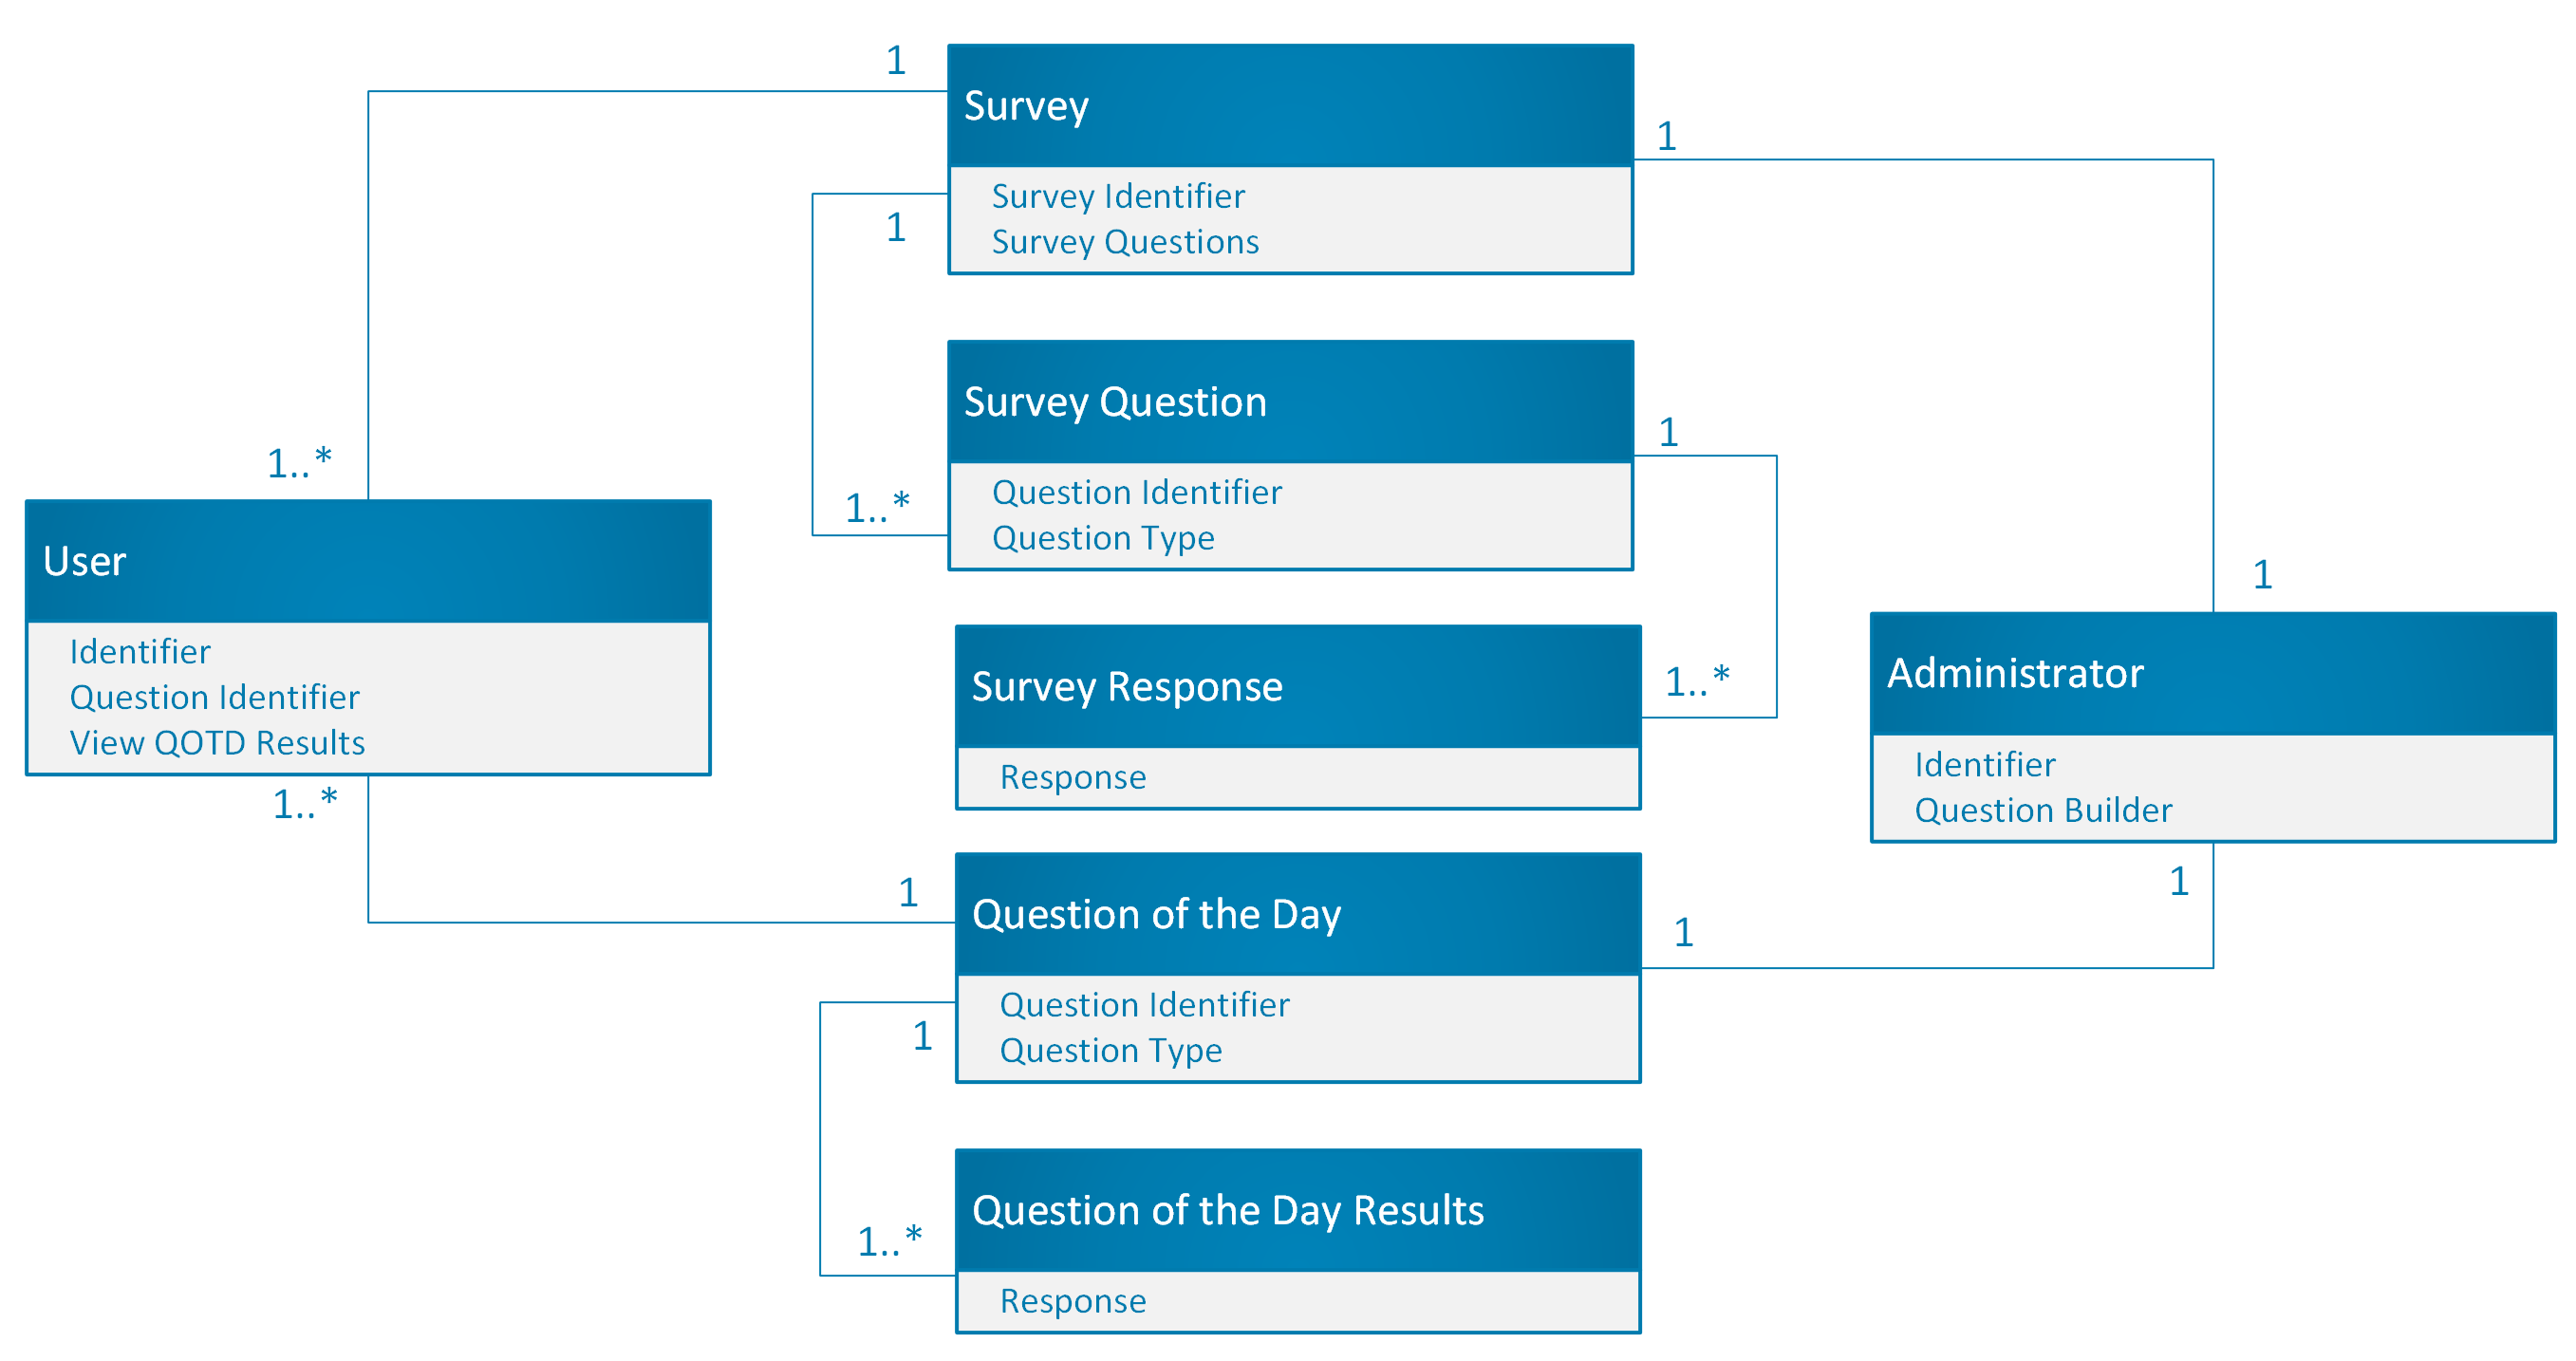 1
Survey
1
Survey Identifier
1
Survey Questions
Survey Question
1
1..*
Question Identifier
1..*
Question Type
User
1
Identifier
Question Identifier
View QOTD Results
Survey Response
1..*
Administrator
Response
Identifier
Question Builder
1..*
1
1
Question of the Day
1
Question Identifier
1
Question Type
Question of the Day Results
1..*
Response